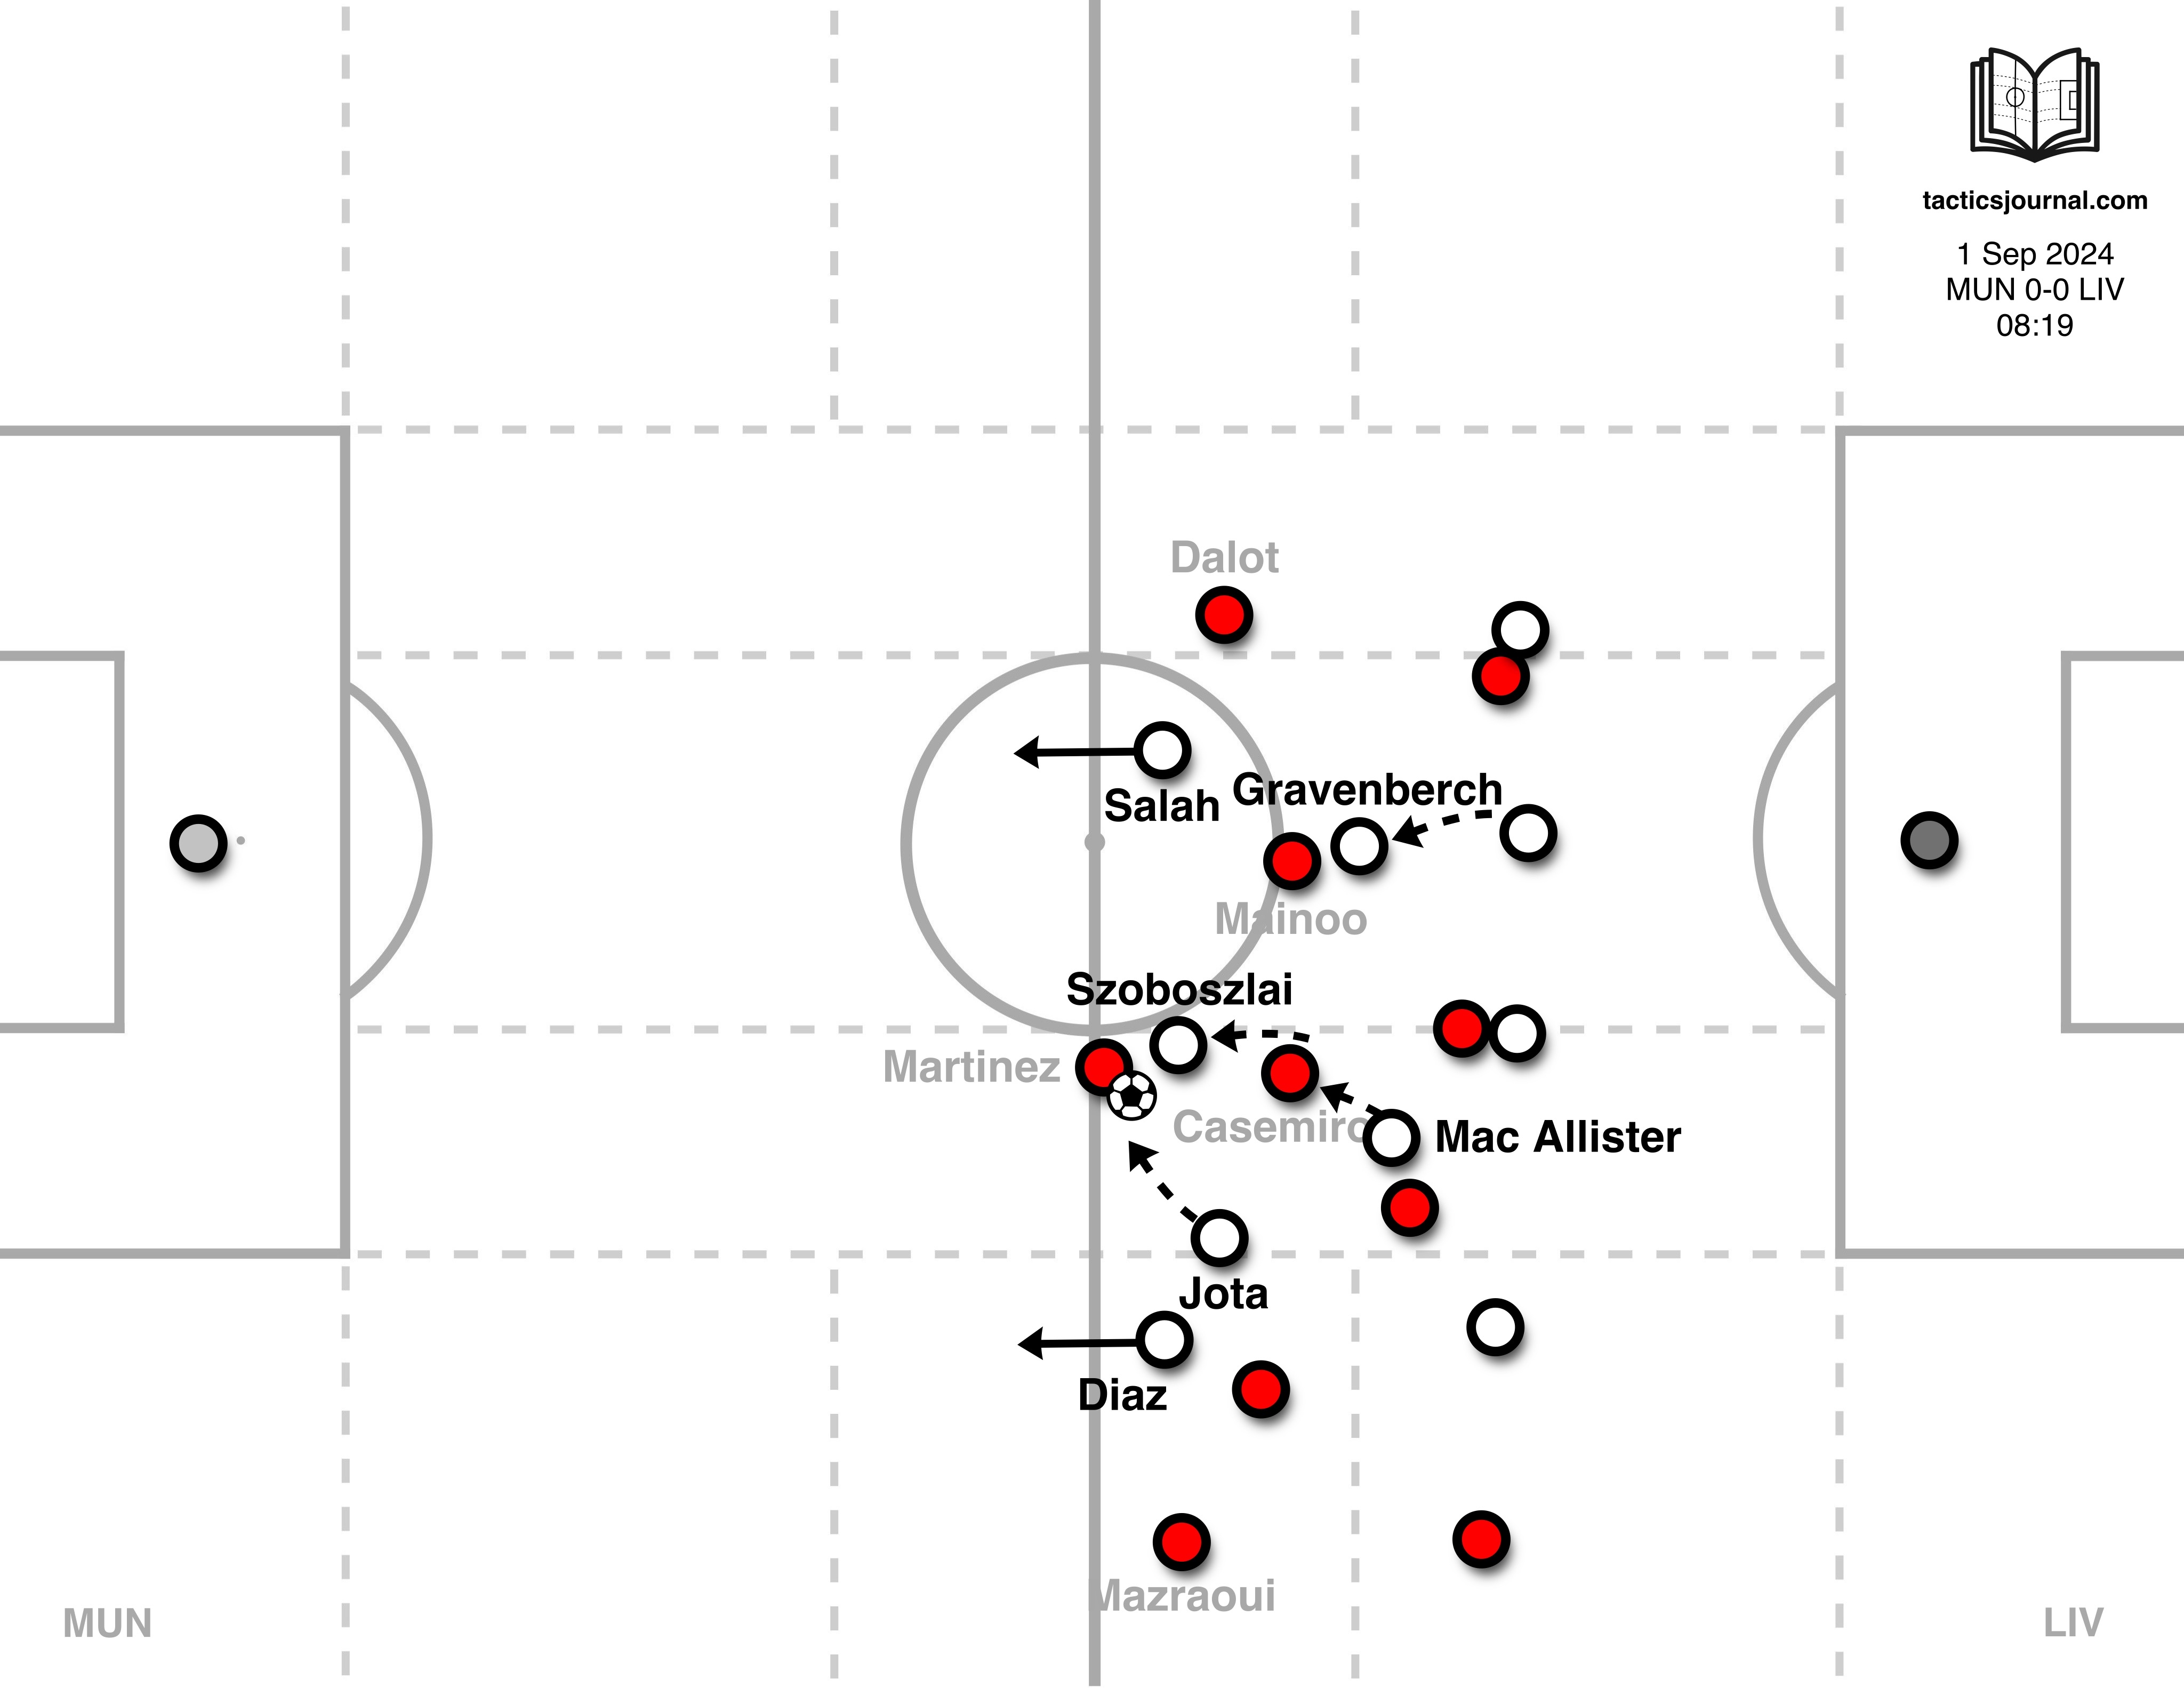 tacticsjournal.com
1 Sep 2024
MUN 0-0 LIV
08:19
Dalot
Gravenberch
Salah
Mainoo
Szoboszlai
Martinez
Casemiro
Mac Allister
Jota
Diaz
Mazraoui
MUN
LIV